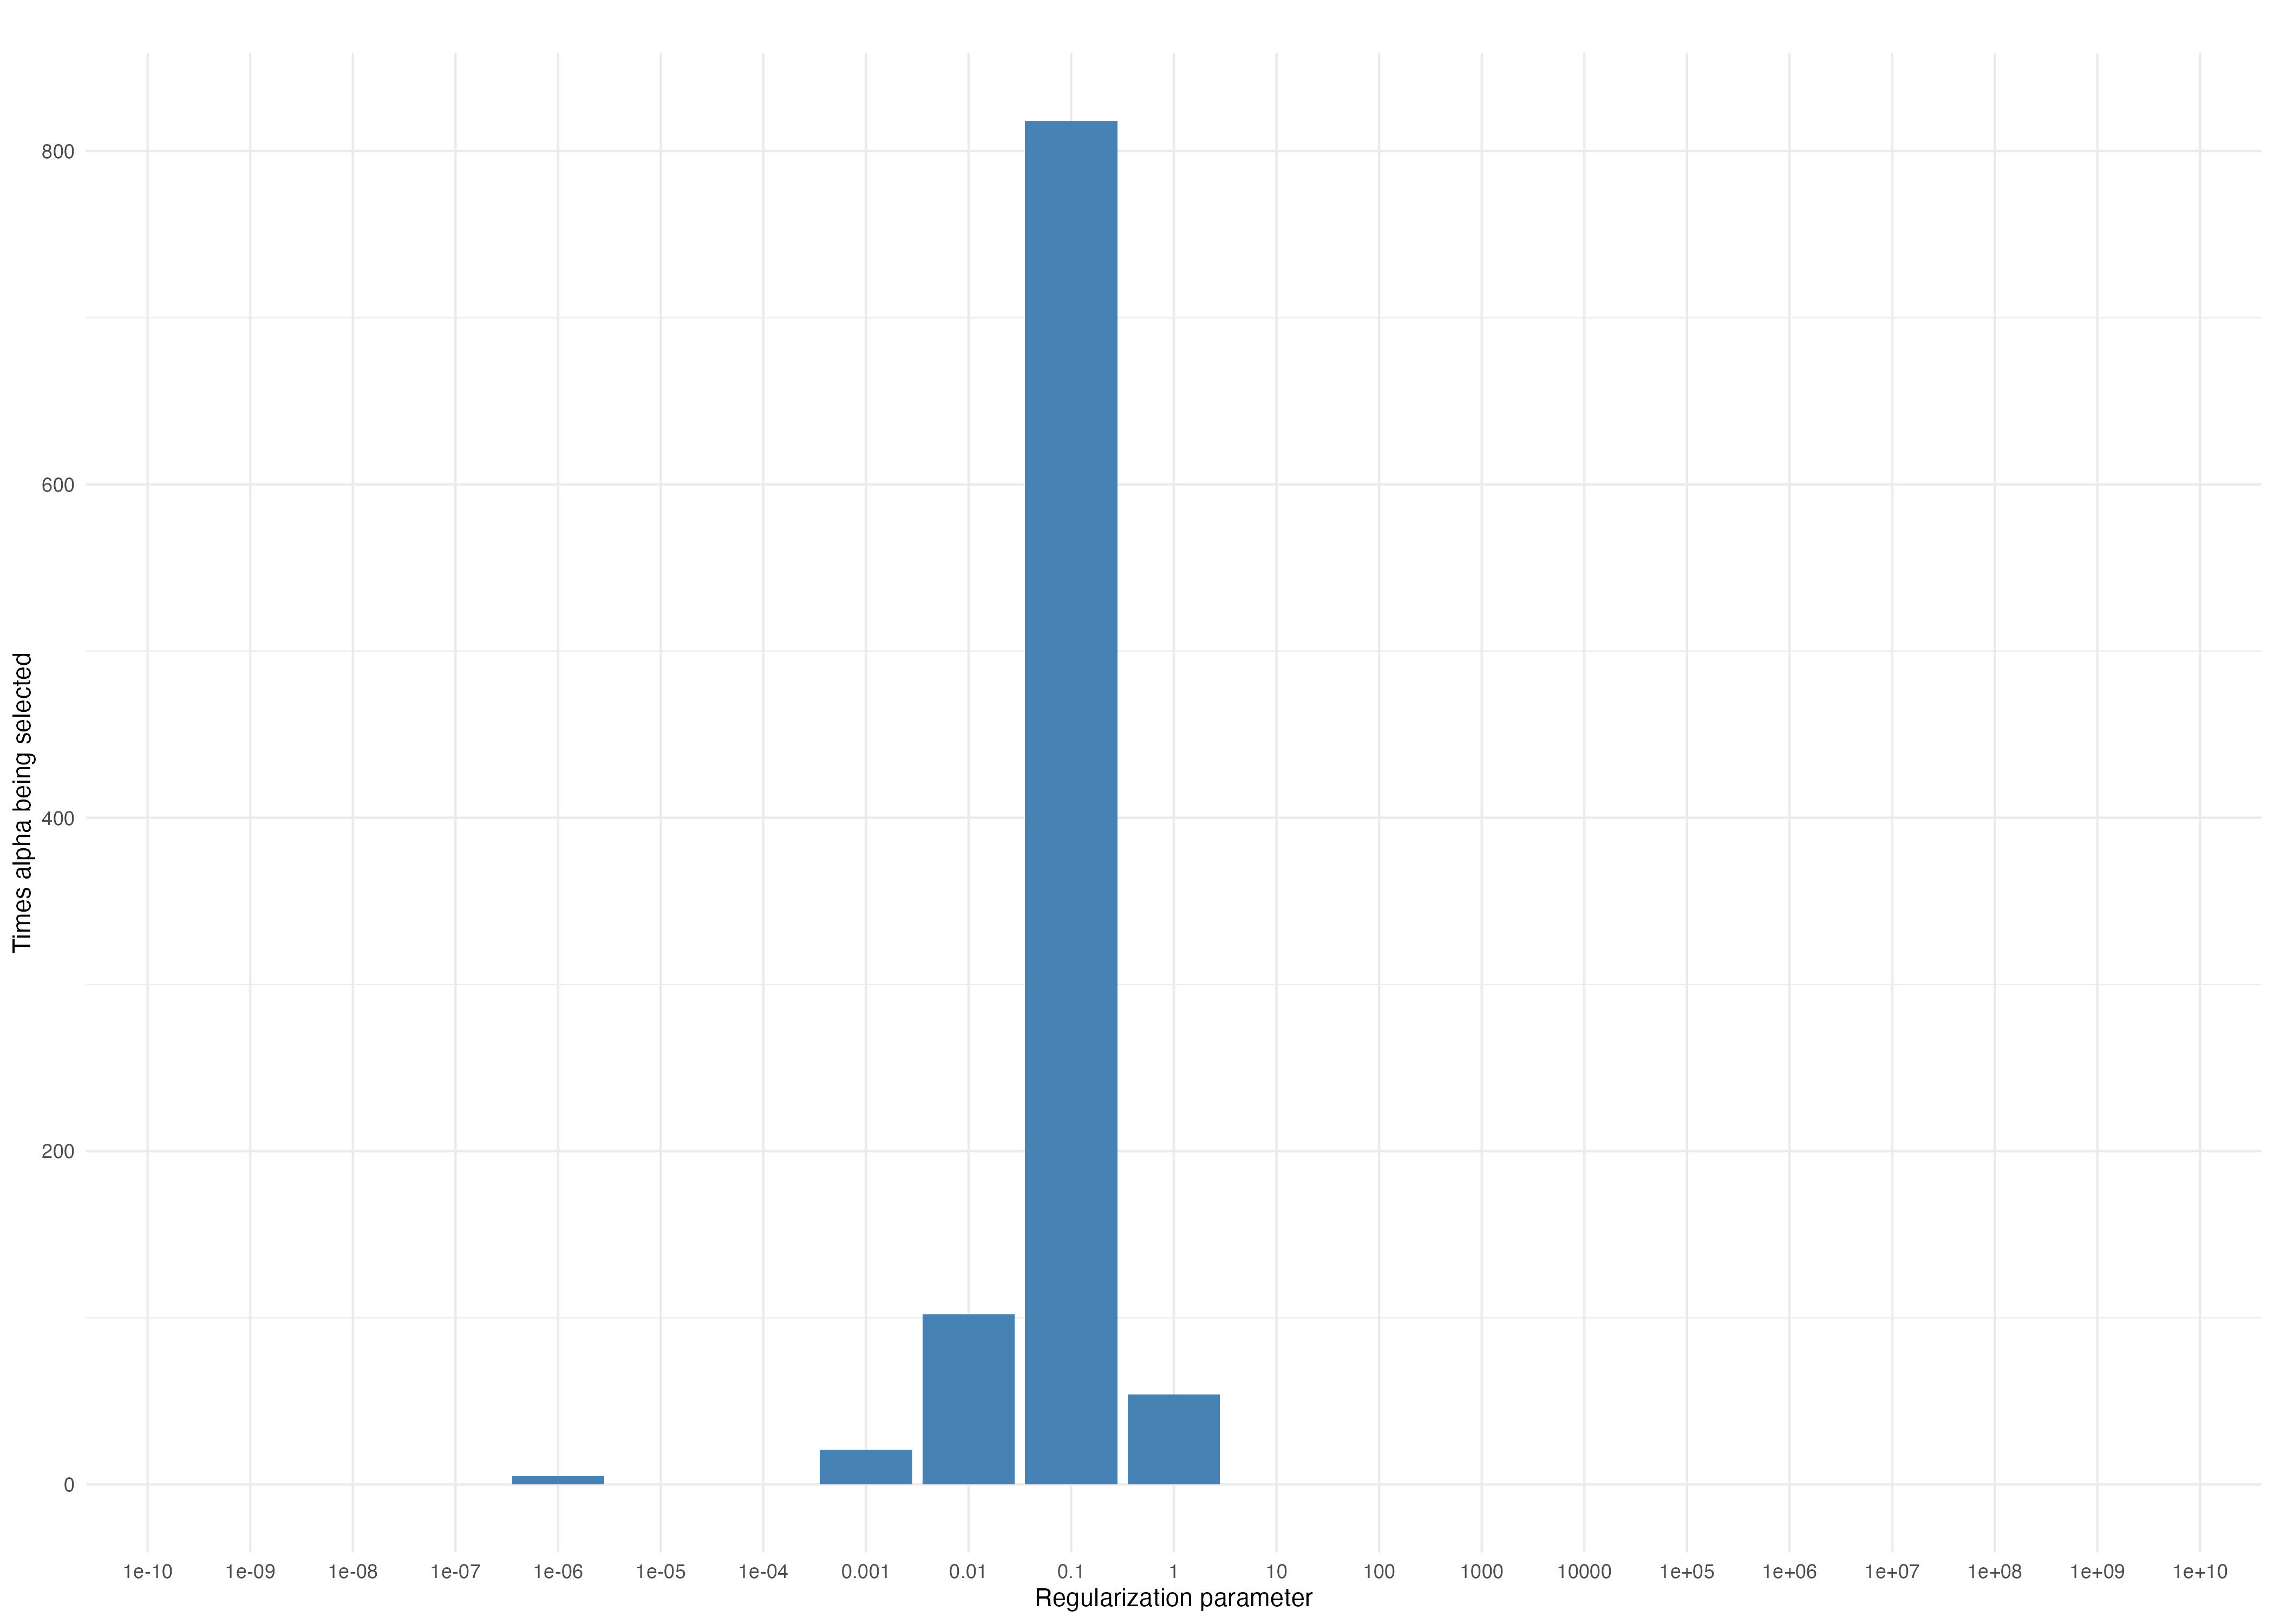 800
600
400
200
0
Times alpha being selected
1e-10 1e-09 1e-08 1e-07 1e-06 1e-05 1e-04 0.001 0.01 0.1 1 10 100 1000 10000 1e+05 1e+06 1e+07 1e+08 1e+09 1e+10
Regularization parameter